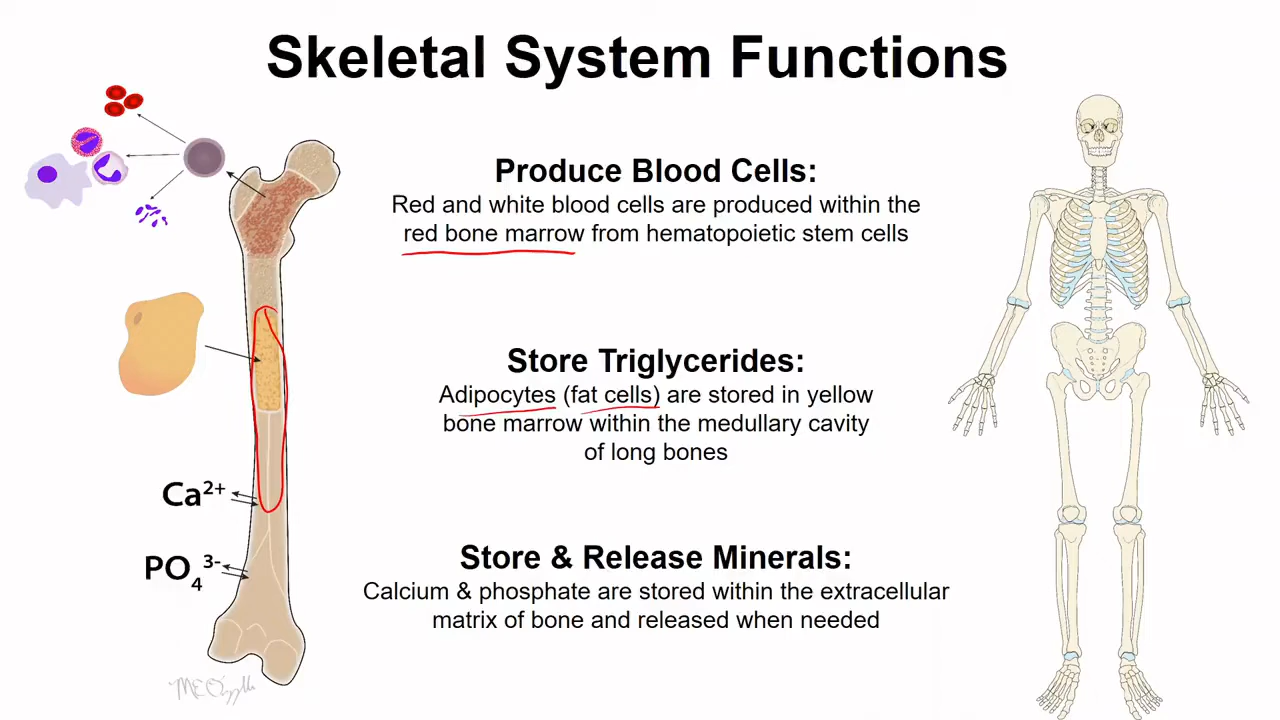 Skeletal System Functions
Produce Blood Cells:
Red and white blood cells are produced within the
red bone marrow from hematopoietic stem cells
Store Triglycerides:
Adipocytes (fat cells) are stored in yellow
bone marrow within the medullary cavity
of long bones
Ca²⁺
PO₄³⁻
Store & Release Minerals:
Calcium & phosphate are stored within the extracellular
matrix of bone and released when needed